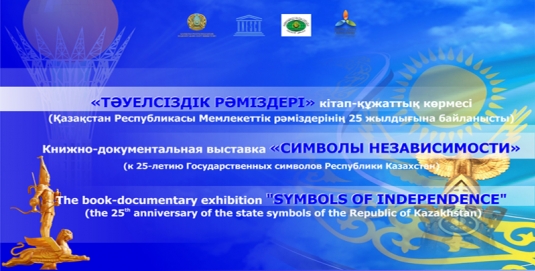 «ТӘУЕЛСІЗДІК РӘМІЗДЕРІ» кітап-құжаттық көрмесі
(Қазақстан Республикасы Мемлекеттік рәміздерінің 25 жылдығына байланысты)
Книжно-документальная выставка «СИМВОЛЫ НЕЗАВИСИМОСТИ»
(к 25-летию Государственных символов Республики Казахстан)
The book-documentary exhibition "SYMBOLS OF INDEPENDENCE"
(the 25th anniversary of the state symbols of the Republic of Kazakhstan)